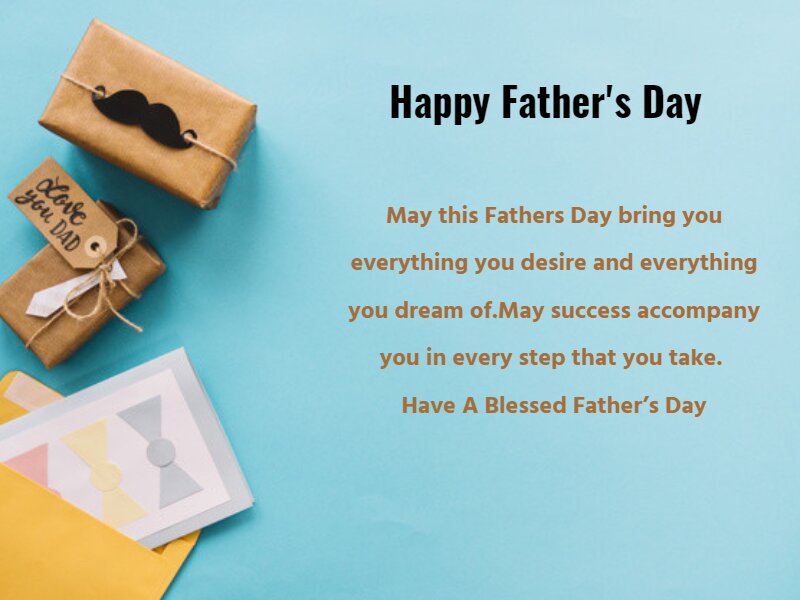 Happy Father's Day
Love
you DAD
May this Fathers Day bring you
everything you desire and everything
you dream of.May success accompany
you in every step that you take.
Have A Blessed Father’s Day